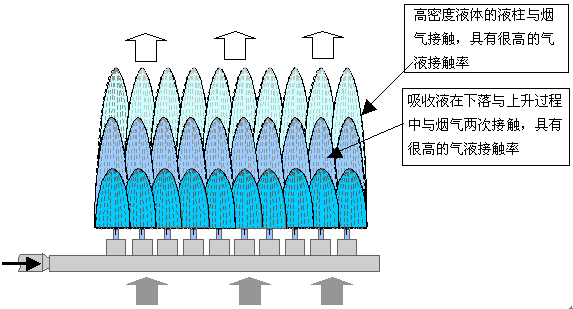 高密度液体的液柱与烟
气接触，具有很高的气
液接触率
吸收液在下落与上升过程
中与烟气两次接触，具有
很高的气液接触率